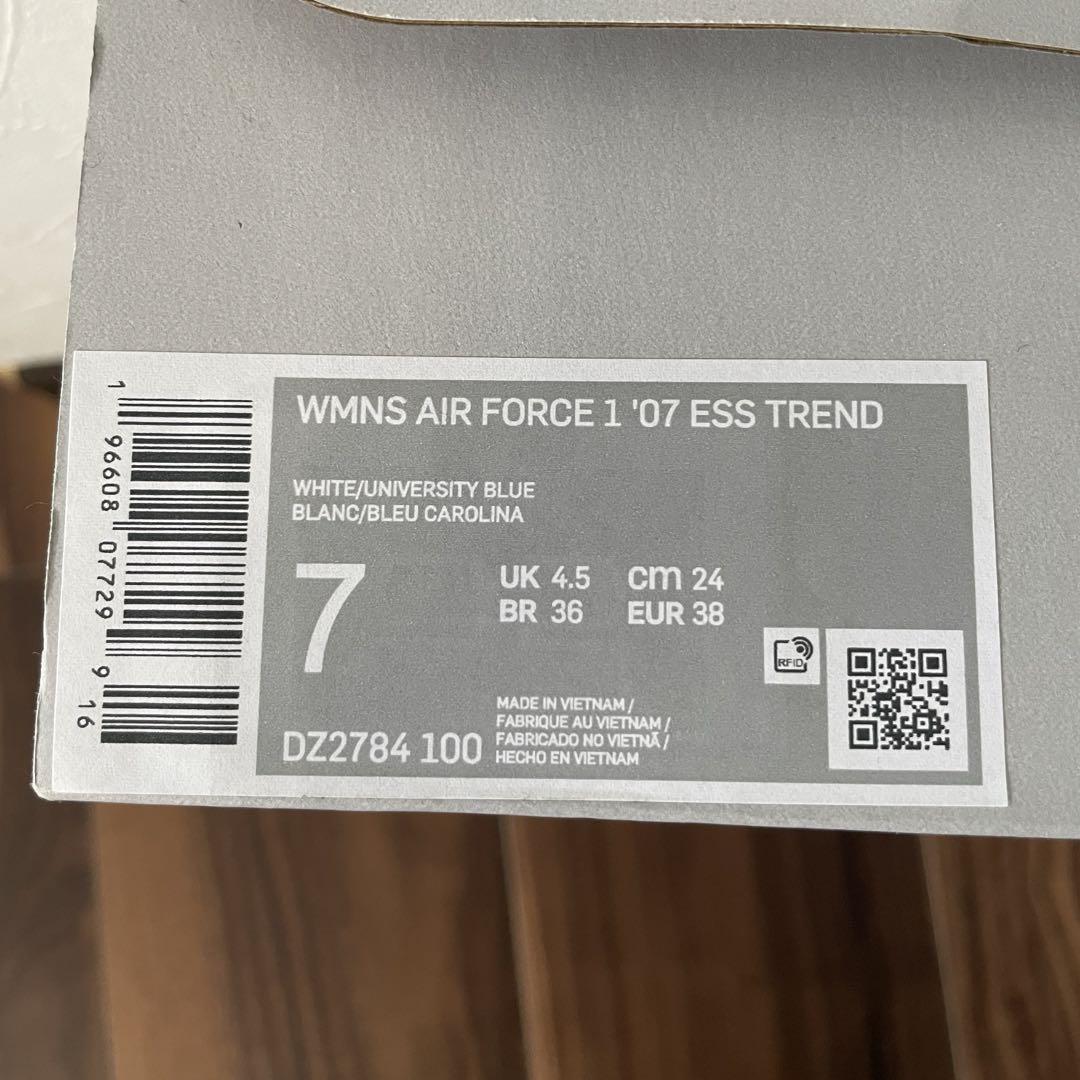 WMNS AIR FORCE 1 '07 ESS TREND
WHITE/UNIVERSITY BLUE
BLANC/BLEU CAROLINA
7
UK 4.5 cm 24
BR 36 EUR 38
RFID
DZ2784 100
MADE IN VIETNAM /
FABRIQUE AU VIETNAM /
FABRICADO NO VIETNÃ /
HECHO EN VIETNAM
1 96608 07729 9 16